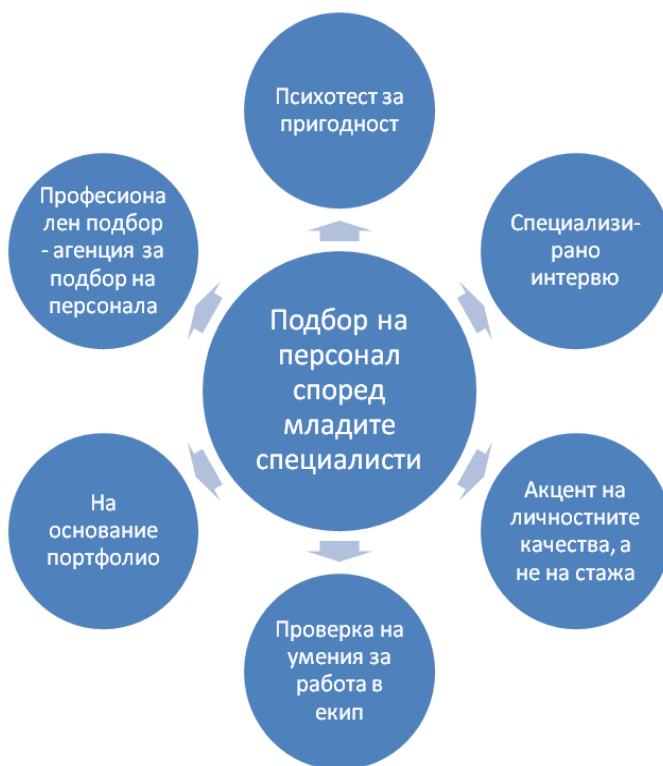 Психотест за
пригодност
Специализи-
рано
интервю
Акцент на
личностните
качества, а
не на стажа
Проверка на
умения за
работа в
екип
На
основание
портфолио
Професиона
лен подбор
- агенция за
подбор на
персонала
Подбор на
персонал
според
младите
специалисти